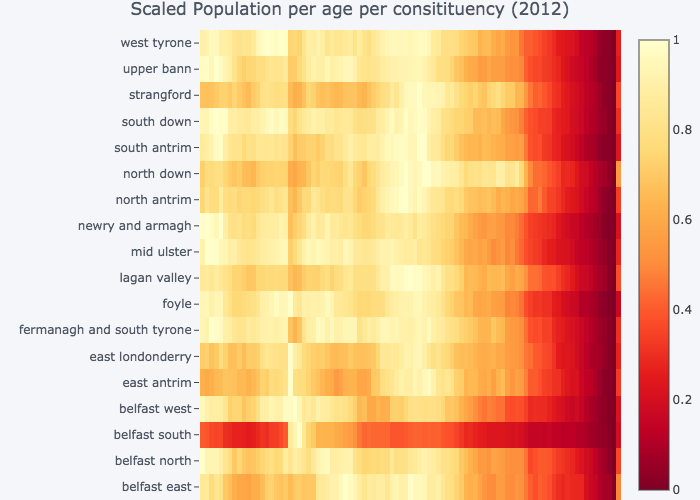 Scaled Population per age per consitituency (2012)
west tyrone
upper bann
strangford
south down
south antrim
north down
north antrim
newry and armagh
mid ulster
lagan valley
foyle
fermanagh and south tyrone
east londonderry
east antrim
belfast west
belfast south
belfast north
belfast east
1
0.8
0.6
0.4
0.2
0